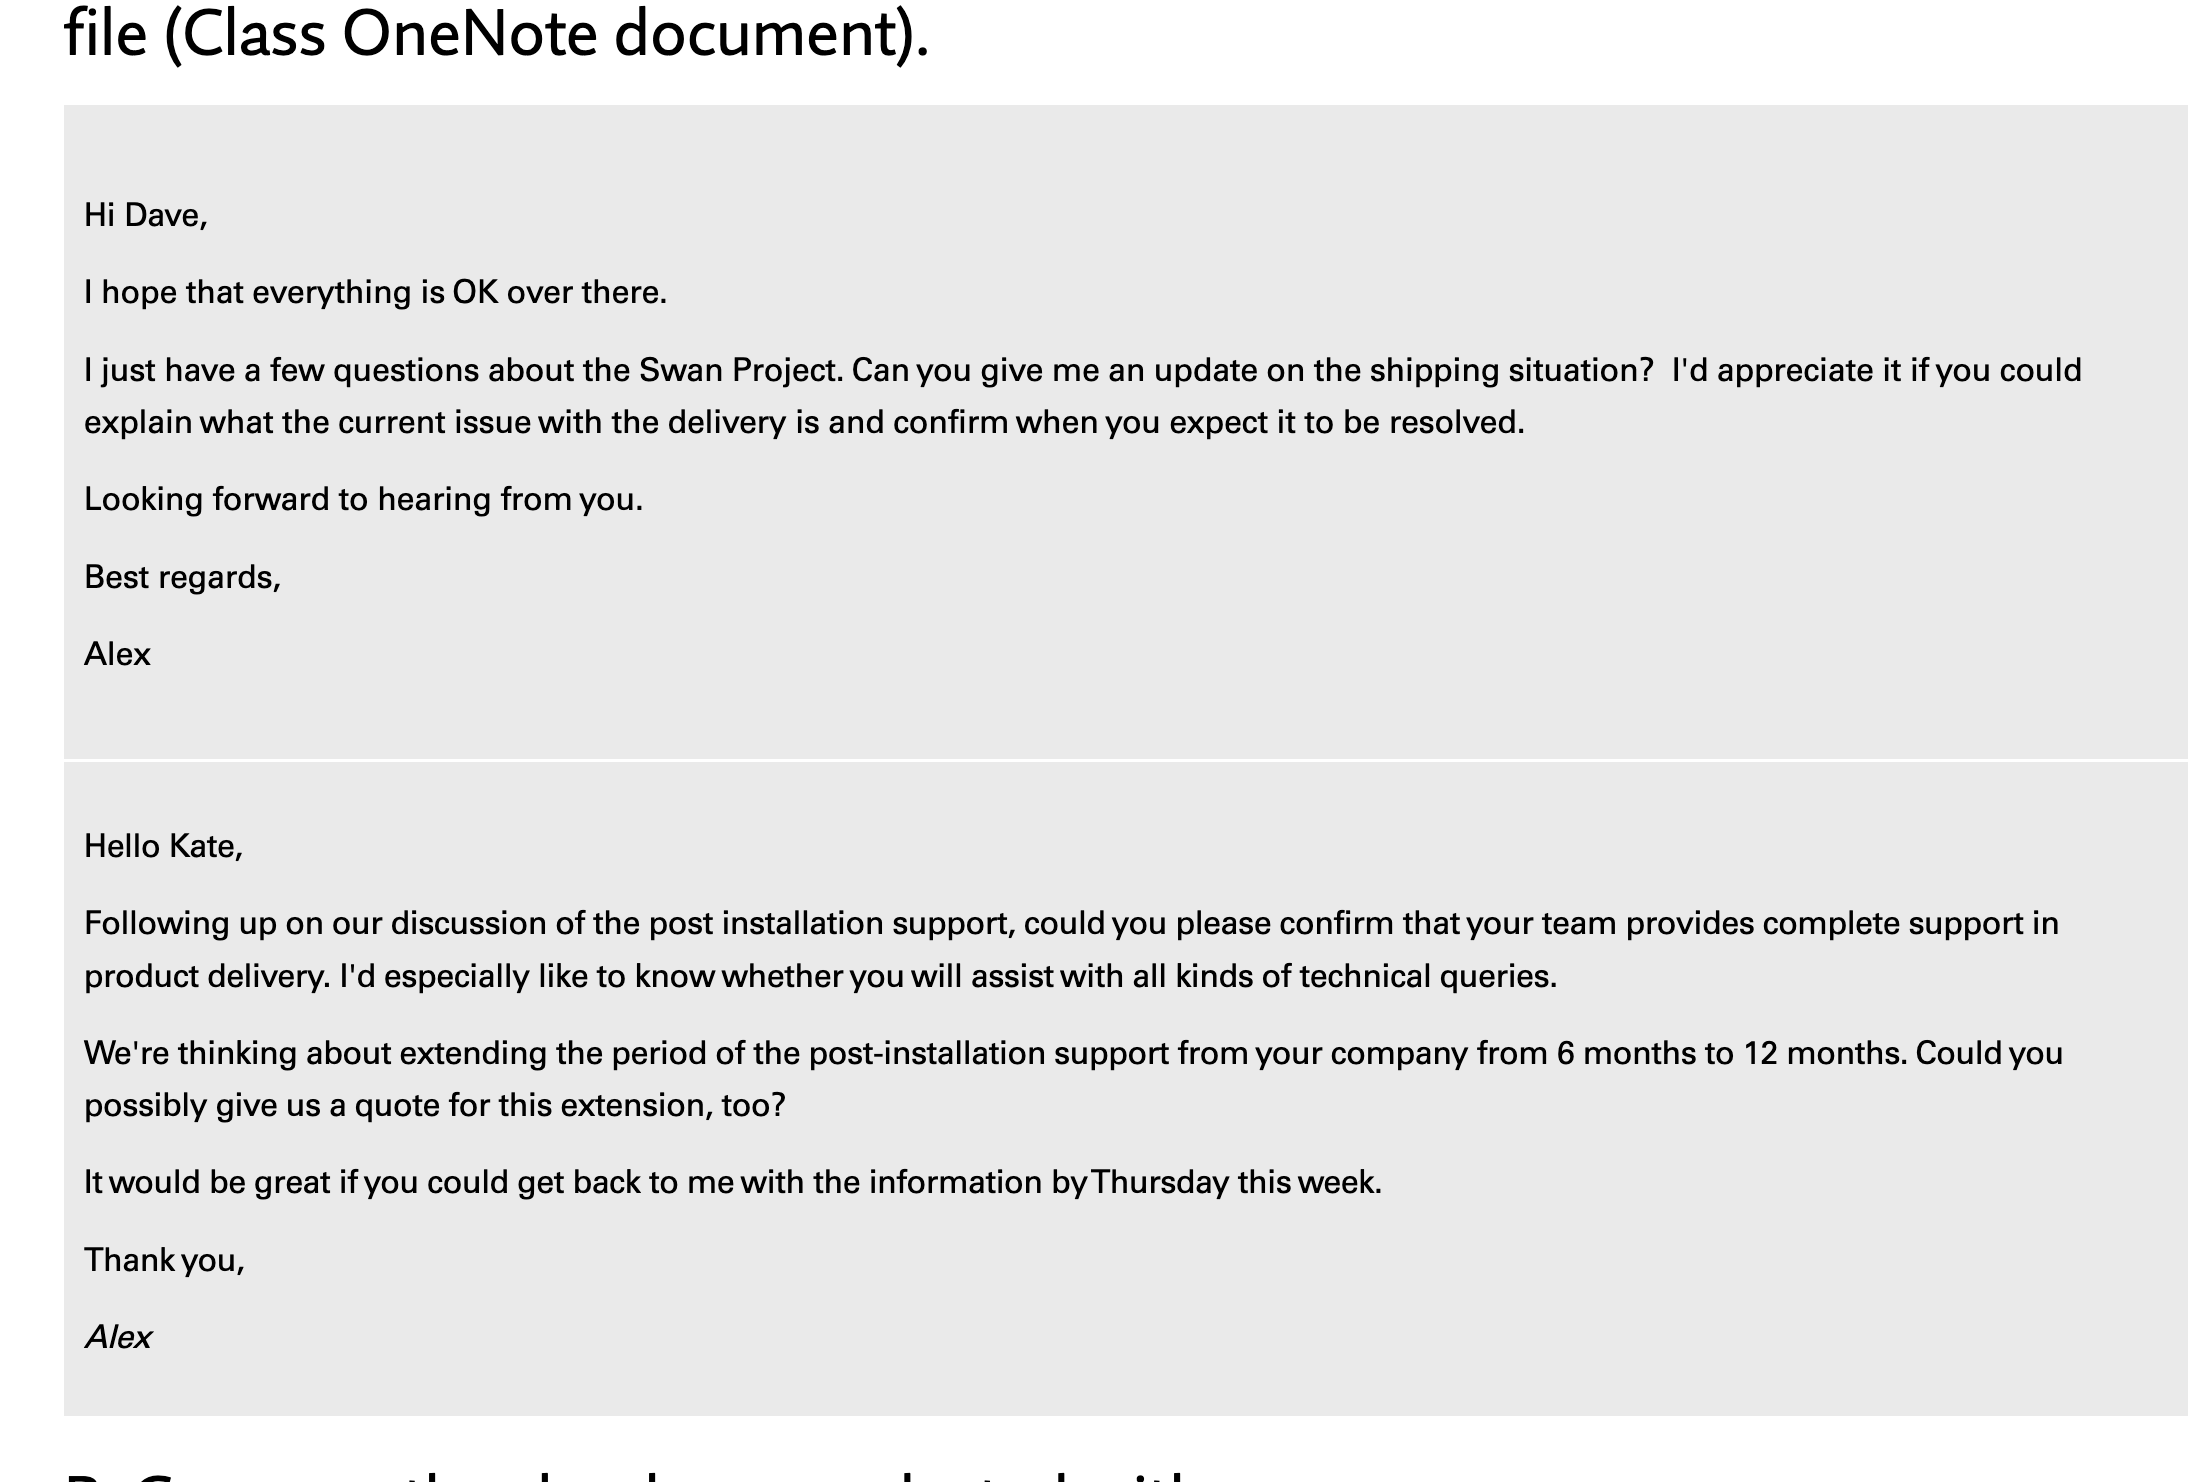 file (Class OneNote document).
Hi Dave,
I hope that everything is OK over there.
I just have a few questions about the Swan Project. Can you give me an update on the shipping situation?  I'd appreciate it if you could
explain what the current issue with the delivery is and confirm when you expect it to be resolved.
Looking forward to hearing from you.
Best regards,
Alex
Hello Kate,
Following up on our discussion of the post installation support, could you please confirm that your team provides complete support in
product delivery. I'd especially like to know whether you will assist with all kinds of technical queries.
We're thinking about extending the period of the post-installation support from your company from 6 months to 12 months. Could you
possibly give us a quote for this extension, too?
It would be great if you could get back to me with the information by Thursday this week.
Thank you,
Alex